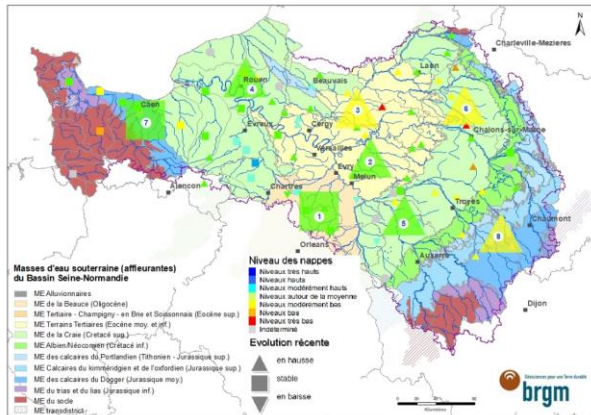 N
Charleville-Mezieres
Laon
Rouen
Beauvais
4
3
6
Caen
7
Evreux
Cergy
Chalons-sur-Marne
Versailles
2
Evry
Melun
Alencon
Chartres
Troyes
1
5
Chaumont
8
Orleans
Auxerre
Dijon
Masses d'eau souterraine (affleurantes)
du Bassin Seine-Normandie
ME Alluvionnaires
ME de la Beauce (Oligocène)
ME Tertiaire - Champigny - en Brie et Soissonnais (Eocène sup.)
ME Terrains Tertiaires (Eocène moy. et inf.)
ME de la Craie (Crétacé sup.)
ME Albien/Néocomien (Crétacé inf.)
ME des calcaires du Portlandien (Tithonien - Jurassique sup.)
ME Calcaires du kimméridgien et de l'oxfordien (Jurassique sup.)
ME des calcaires du Dogger (Jurassique moy.)
ME du trias et du lias (Jurassique inf.)
ME du socle
ME transdistrict
Niveau des nappes
Niveaux très hauts
Niveaux hauts
Niveaux modérément hauts
Niveaux autour de la moyenne
Niveaux modérément bas
Niveaux bas
Niveaux très bas
Indéterminé
Evolution récente
en hausse
stable
en baisse
Kilomètres
Géosciences pour une Terre durable
brgm